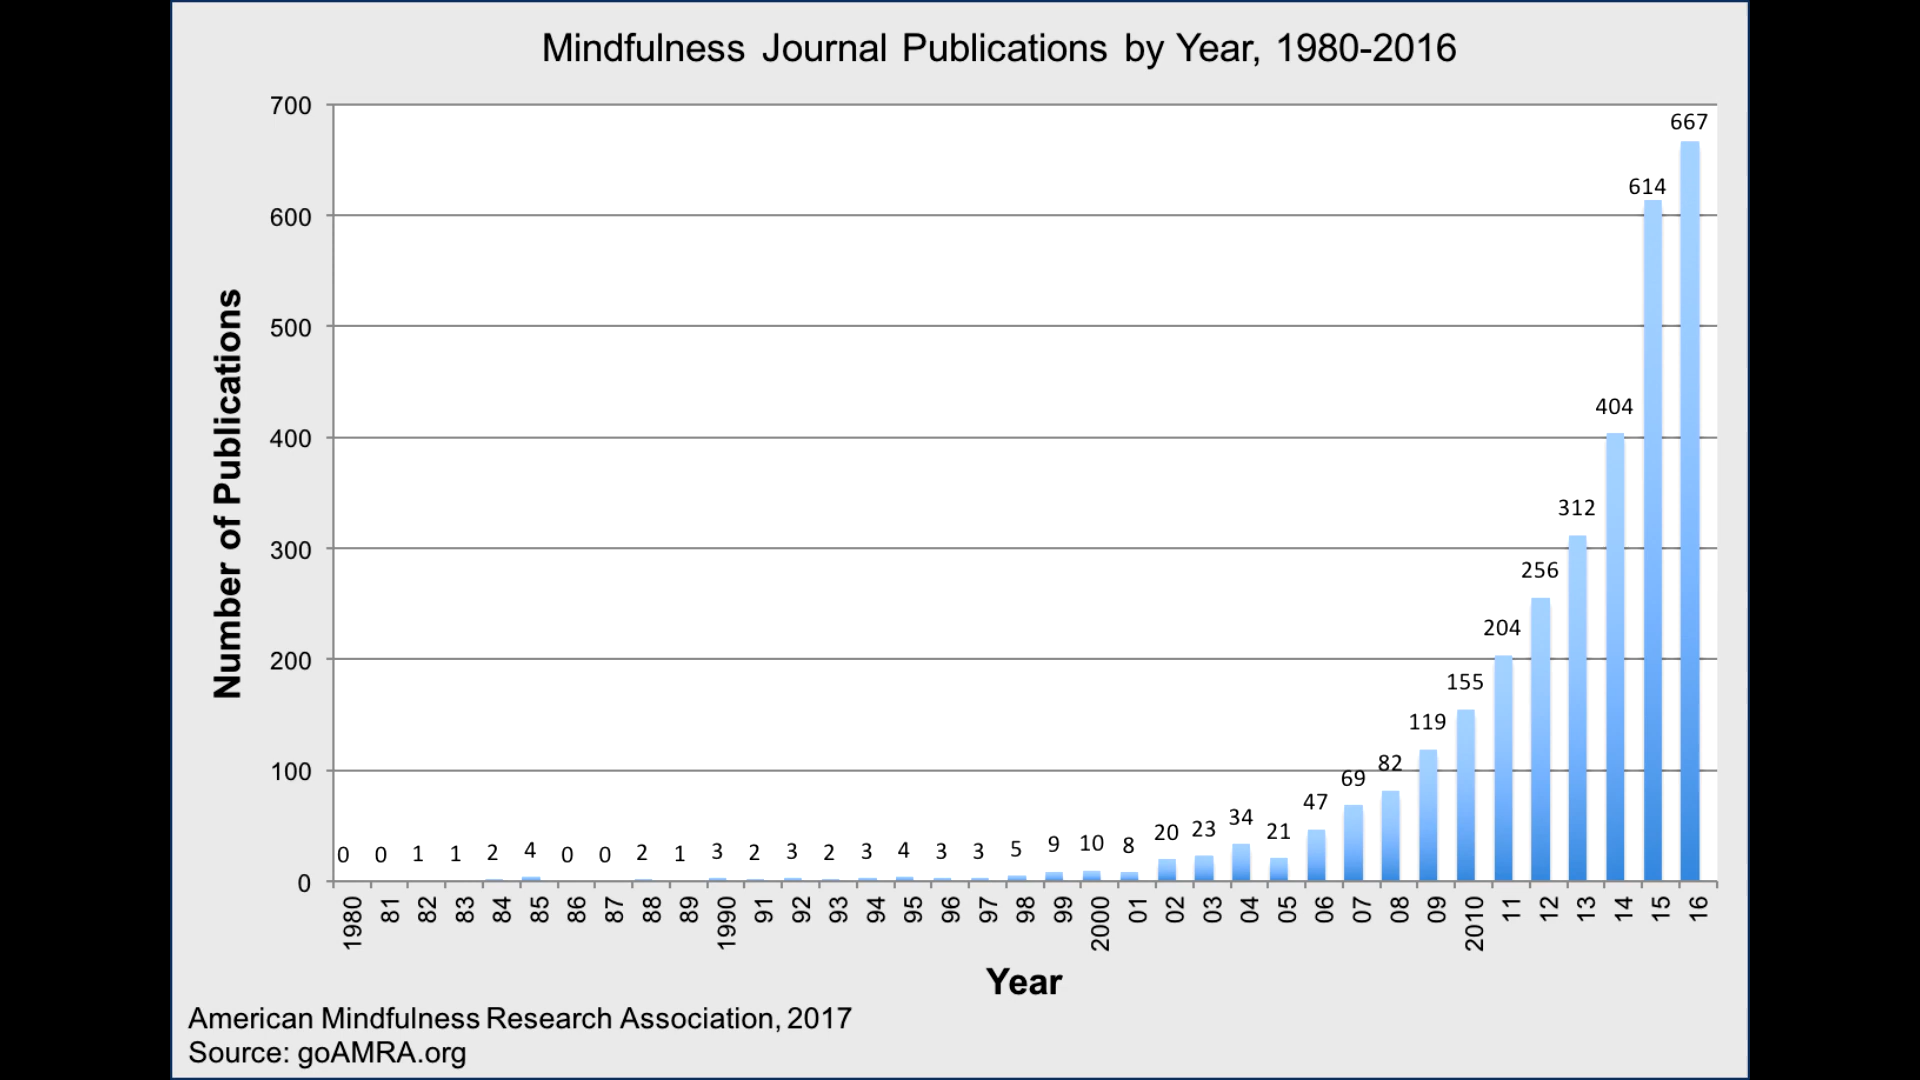 Mindfulness Journal Publications by Year, 1980-2016
Number of Publications
700
600
500
400
300
200
100
0
0 0 1 1 2 4 0 0 2 1 3 2 3 2 3 4 3 3 5 9 10 8 20 23 34 21 47 69 82 119 155 204 256 312 404 614 667
1980 81 82 83 84 85 86 87 88 89 1990 91 92 93 94 95 96 97 98 99 2000 01 02 03 04 05 06 07 08 09 2010 11 12 13 14 15 16
Year
American Mindfulness Research Association, 2017
Source: goAMRA.org